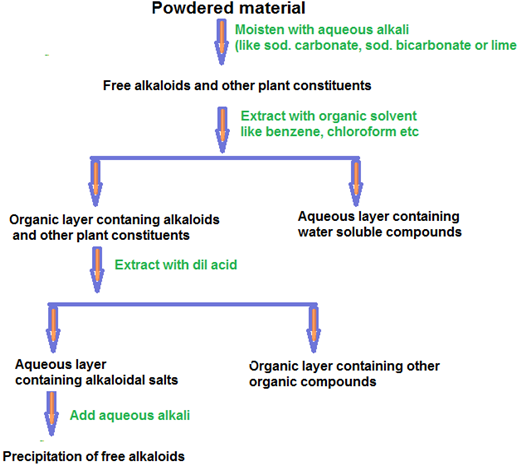 Powdered material
Moisten with aqueous alkali
(like sod. carbonate, sod. bicarbonate or lime
Free alkaloids and other plant constituents
Extract with organic solvent
like benzene, chloroform etc
Organic layer contaning alkaloids
and other plant constituents
Aqueous layer containing
water soluble compounds
Extract with dil acid
Aqueous layer
containing alkaloidal salts
Organic layer containing other
organic compounds
Add aqueous alkali
Precipitation of free alkaloids